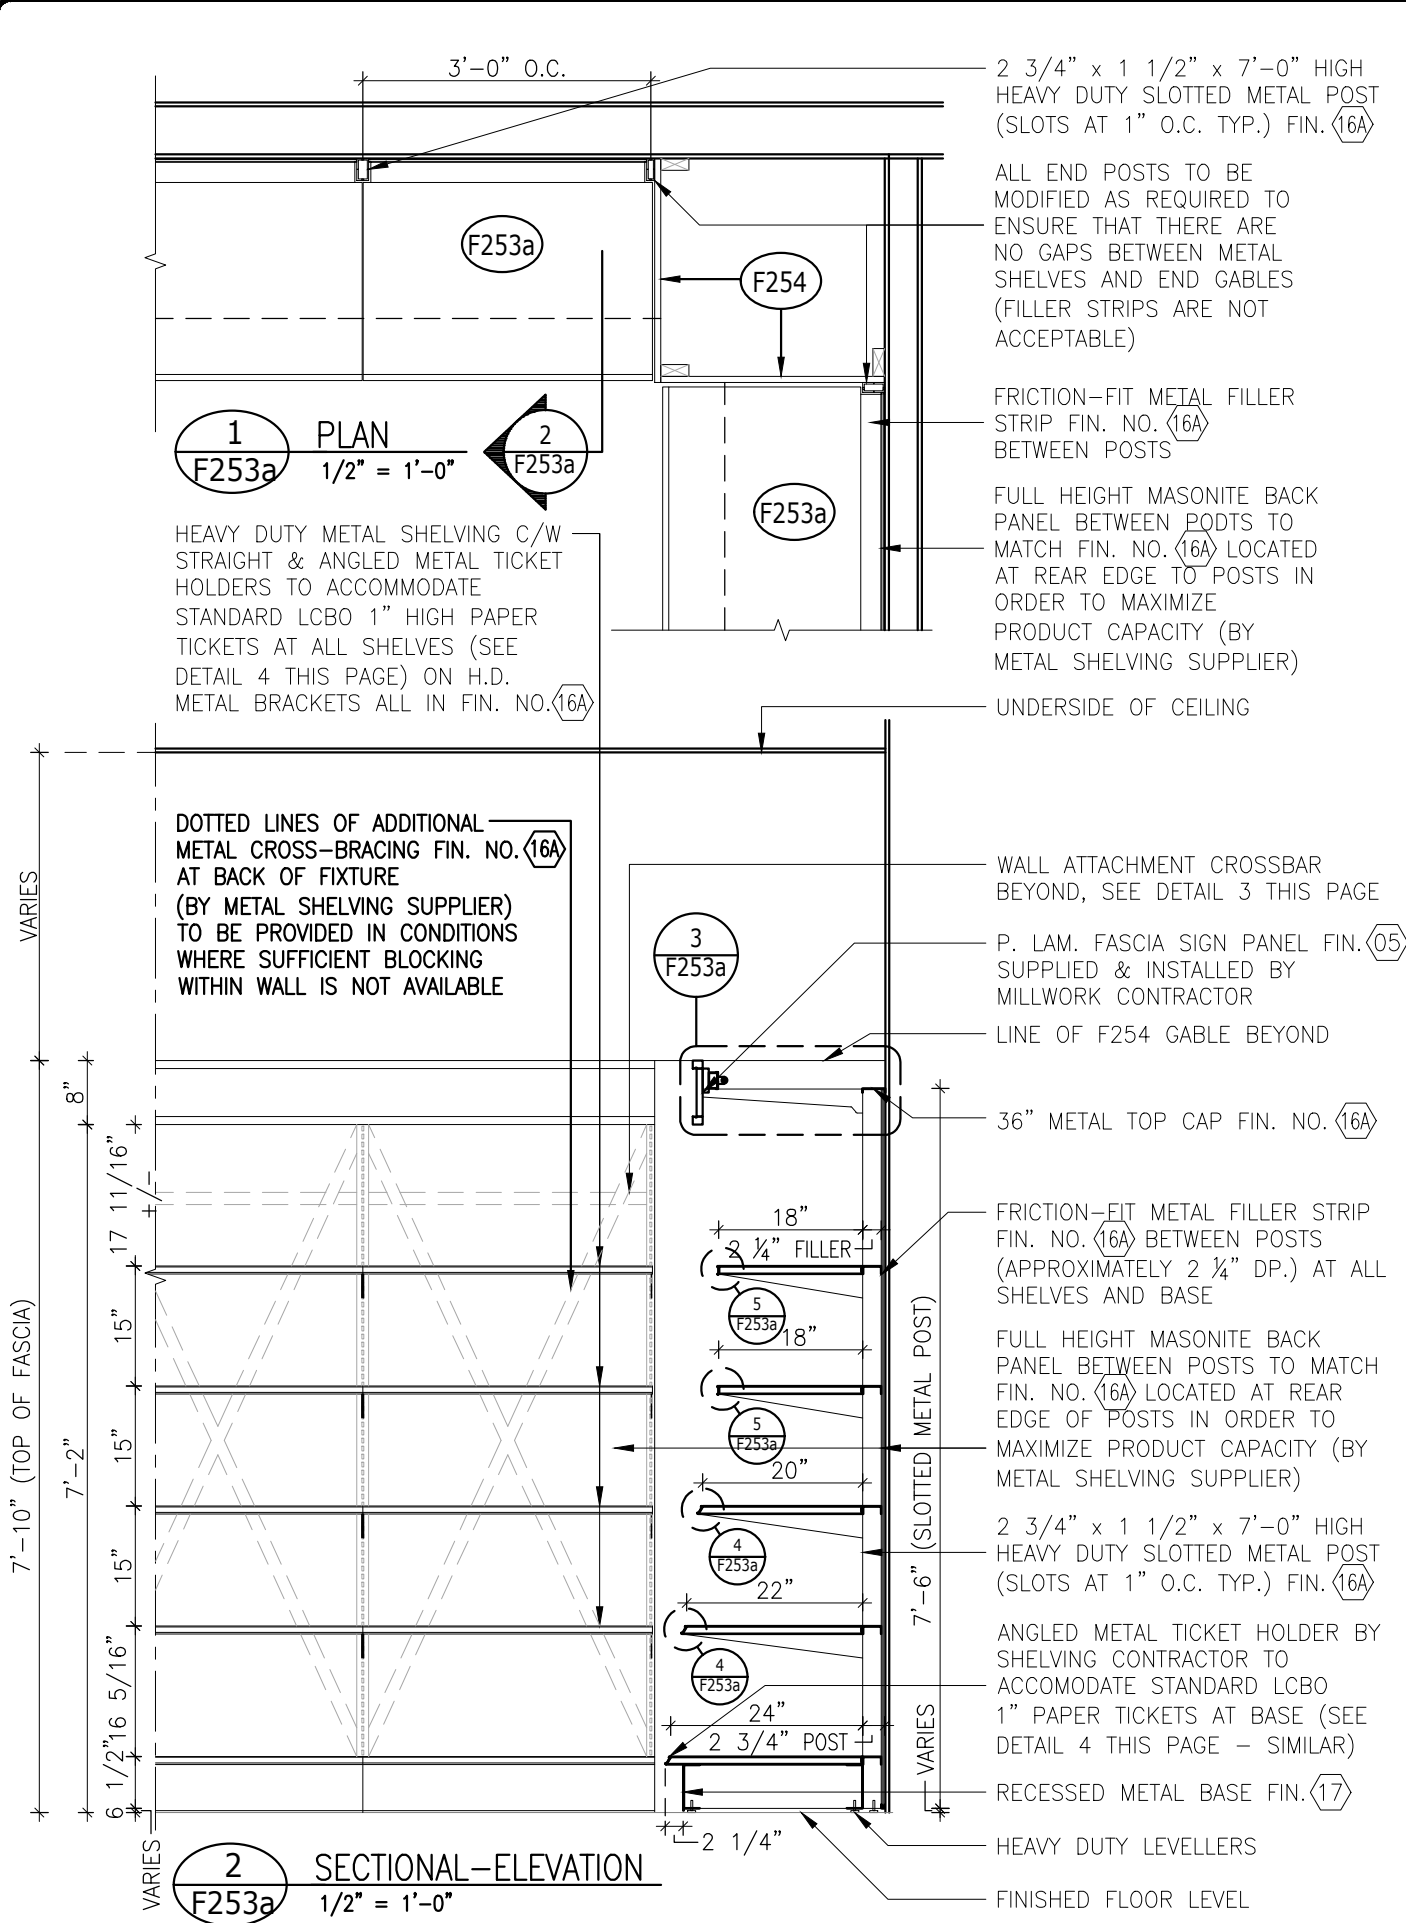 3'-0" O.C.
2 3/4" x 1 1/2" x 7'-0" HIGH
HEAVY DUTY SLOTTED METAL POST
(SLOTS AT 1" O.C. TYP.) FIN. 16A
ALL END POSTS TO BE
MODIFIED AS REQUIRED TO
ENSURE THAT THERE ARE
NO GAPS BETWEEN METAL
SHELVES AND END GABLES
(FILLER STRIPS ARE NOT
ACCEPTABLE)
F253a
F254
FRICTION-FIT METAL FILLER
STRIP FIN. NO. 16A
BETWEEN POSTS
1
F253a
PLAN
1/2" = 1'-0"
2
F253a
F253a
FULL HEIGHT MASONITE BACK
PANEL BETWEEN PODTS TO
MATCH FIN. NO. 16A LOCATED
AT REAR EDGE TO POSTS IN
ORDER TO MAXIMIZE
PRODUCT CAPACITY (BY
METAL SHELVING SUPPLIER)
HEAVY DUTY METAL SHELVING C/W
STRAIGHT & ANGLED METAL TICKET
HOLDERS TO ACCOMMODATE
STANDARD LCBO 1" HIGH PAPER
TICKETS AT ALL SHELVES (SEE
DETAIL 4 THIS PAGE) ON H.D.
METAL BRACKETS ALL IN FIN. NO. 16A
UNDERSIDE OF CEILING
DOTTED LINES OF ADDITIONAL
METAL CROSS-BRACING FIN. NO. 16A
AT BACK OF FIXTURE
(BY METAL SHELVING SUPPLIER)
TO BE PROVIDED IN CONDITIONS
WHERE SUFFICIENT BLOCKING
WITHIN WALL IS NOT AVAILABLE
VARIES
WALL ATTACHMENT CROSSBAR
BEYOND, SEE DETAIL 3 THIS PAGE
3
F253a
P. LAM. FASCIA SIGN PANEL FIN. 05
SUPPLIED & INSTALLED BY
MILLWORK CONTRACTOR
LINE OF F254 GABLE BEYOND
8"
36" METAL TOP CAP FIN. NO. 16A
17 11/16"
+/-
18"
2 ¼" FILLER
FRICTION-FIT METAL FILLER STRIP
FIN. NO. 16A BETWEEN POSTS
(APPROXIMATELY 2 ¼" DP.) AT ALL
SHELVES AND BASE
5
F253a
15"
18"
FULL HEIGHT MASONITE BACK
PANEL BETWEEN POSTS TO MATCH
FIN. NO. 16A LOCATED AT REAR
EDGE OF POSTS IN ORDER TO
MAXIMIZE PRODUCT CAPACITY (BY
METAL SHELVING SUPPLIER)
5
F253a
7'-10" (TOP OF FASCIA)
7'-2"
15"
20"
7'-6" (SLOTTED METAL POST)
2 3/4" x 1 1/2" x 7'-0" HIGH
HEAVY DUTY SLOTTED METAL POST
(SLOTS AT 1" O.C. TYP.) FIN. 16A
4
F253a
15"
22"
ANGLED METAL TICKET HOLDER BY
SHELVING CONTRACTOR TO
ACCOMODATE STANDARD LCBO
1" PAPER TICKETS AT BASE (SEE
DETAIL 4 THIS PAGE - SIMILAR)
4
F253a
16 5/16"
24"
2 3/4" POST
VARIES
6 1/2"
RECESSED METAL BASE FIN. 17
2 1/4"
HEAVY DUTY LEVELLERS
VARIES
2
F253a
SECTIONAL-ELEVATION
1/2" = 1'-0"
FINISHED FLOOR LEVEL